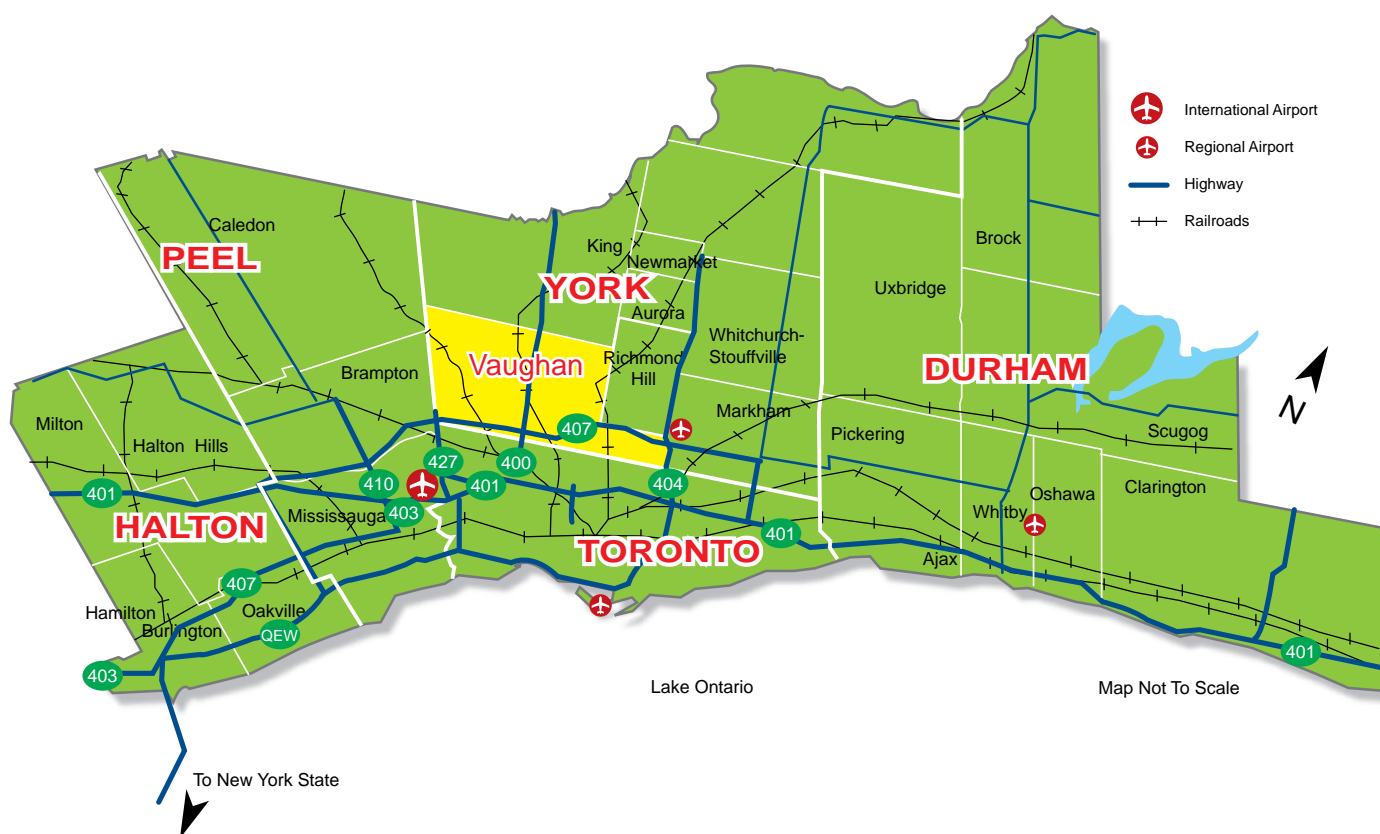 International Airport
Regional Airport
Highway
Railroads
Caledon
PEEL
King
Newmarket
YORK
Aurora
Brock
Uxbridge
Whitchurch-
Stouffville
Vaughan
Richmond
Hill
Brampton
DURHAM
N
Milton
Halton Hills
Markham
407
Pickering
Scugog
427
400
410
401
404
401
Oshawa
Clarington
403
Mississauga
Whitby
HALTON
TORONTO
401
Ajax
407
Hamilton
Oakville
Burlington
QEW
403
401
Lake Ontario
Map Not To Scale
To New York State